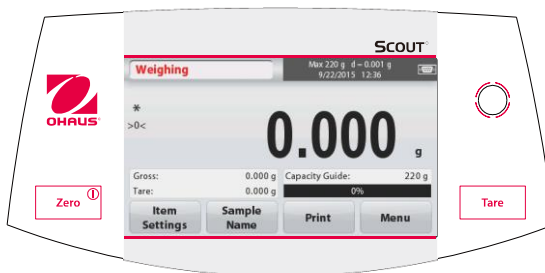 SCOUT
Weighing
Max 220 g d=0.001 g
9/22/2015 12:36
OHAUS
*
>0<
0.000 g
Gross: 0.000 g
Tare: 0.000 g
Capacity Guide: 220 g
0%
Zero
Item Settings
Sample Name
Print
Menu
Tare